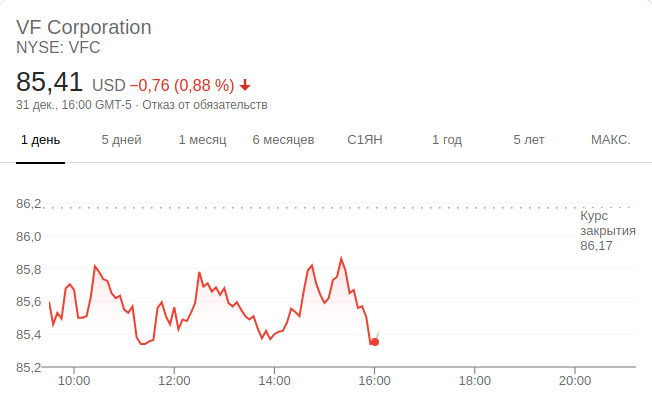 VF Corporation
NYSE: VFC
85,41 USD −0,76 (0,88 %)
31 дек., 16:00 GMT-5 · Отказ от обязательств
1 день 5 дней 1 месяц 6 месяцев С1ЯН 1 год 5 лет МАКС.
86,2
Курс
закрытия
86,17
86,0
85,8
85,6
85,4
85,2
10:00 12:00 14:00 16:00 18:00 20:00